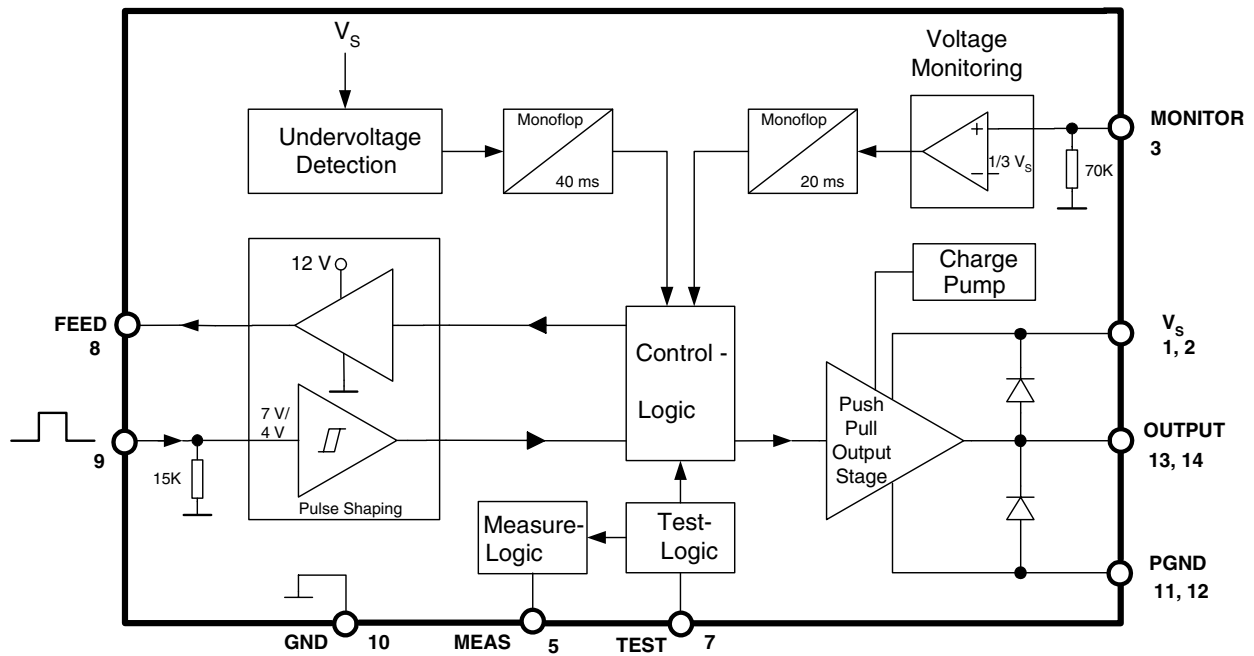 V_S
Voltage
Monitoring
Undervoltage
Detection
Monoflop
40 ms
Monoflop
20 ms
+
1/3 V_S
−
70K
MONITOR
3
12 V
Charge
Pump
FEED
8
Control -
Logic
V_S
1, 2
7 V/
4 V
Push
Pull
Output
Stage
OUTPUT
13, 14
9
15K
Pulse Shaping
Measure-
Logic
Test-
Logic
PGND
11, 12
GND
10
MEAS
5
TEST
7